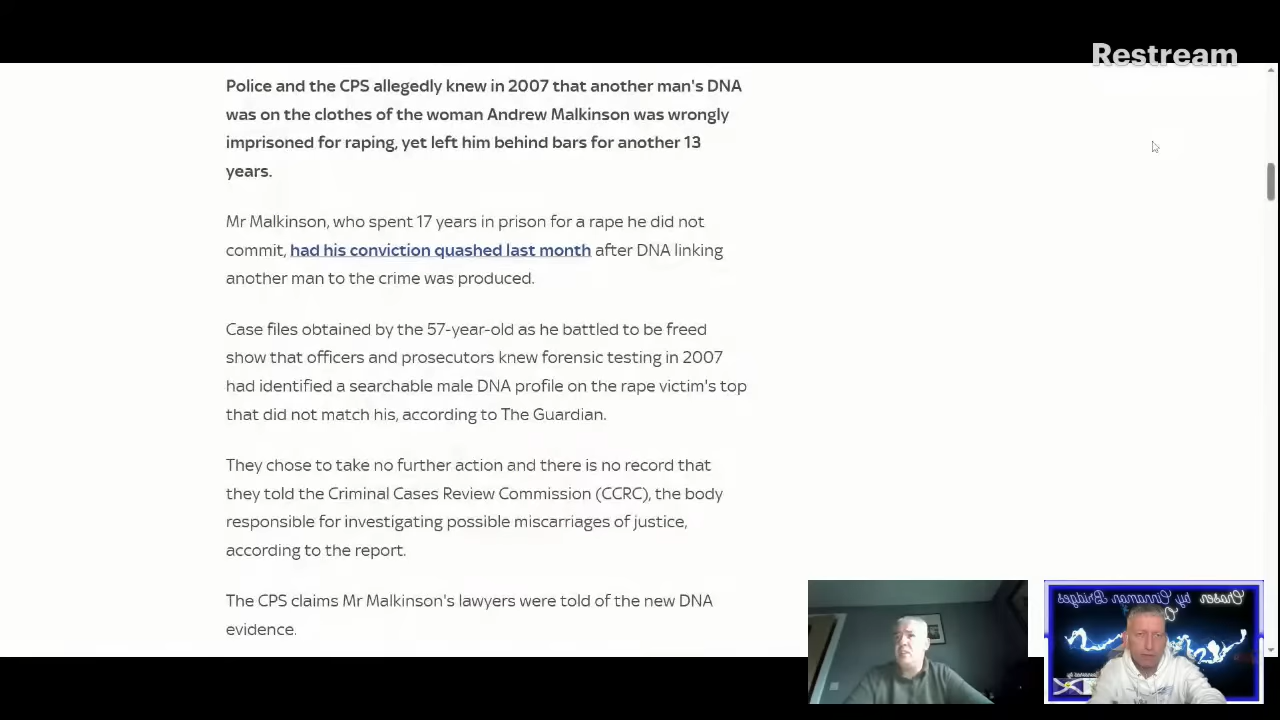 Restream
Police and the CPS allegedly knew in 2007 that another man's DNA
was on the clothes of the woman Andrew Malkinson was wrongly
imprisoned for raping, yet left him behind bars for another 13
years.
Mr Malkinson, who spent 17 years in prison for a rape he did not
commit, had his conviction quashed last month after DNA linking
another man to the crime was produced.
Case files obtained by the 57-year-old as he battled to be freed
show that officers and prosecutors knew forensic testing in 2007
had identified a searchable male DNA profile on the rape victim's top
that did not match his, according to The Guardian.
They chose to take no further action and there is no record that
they told the Criminal Cases Review Commission (CCRC), the body
responsible for investigating possible miscarriages of justice,
according to the report.
The CPS claims Mr Malkinson's lawyers were told of the new DNA
evidence.
by Cinnamon Bridges